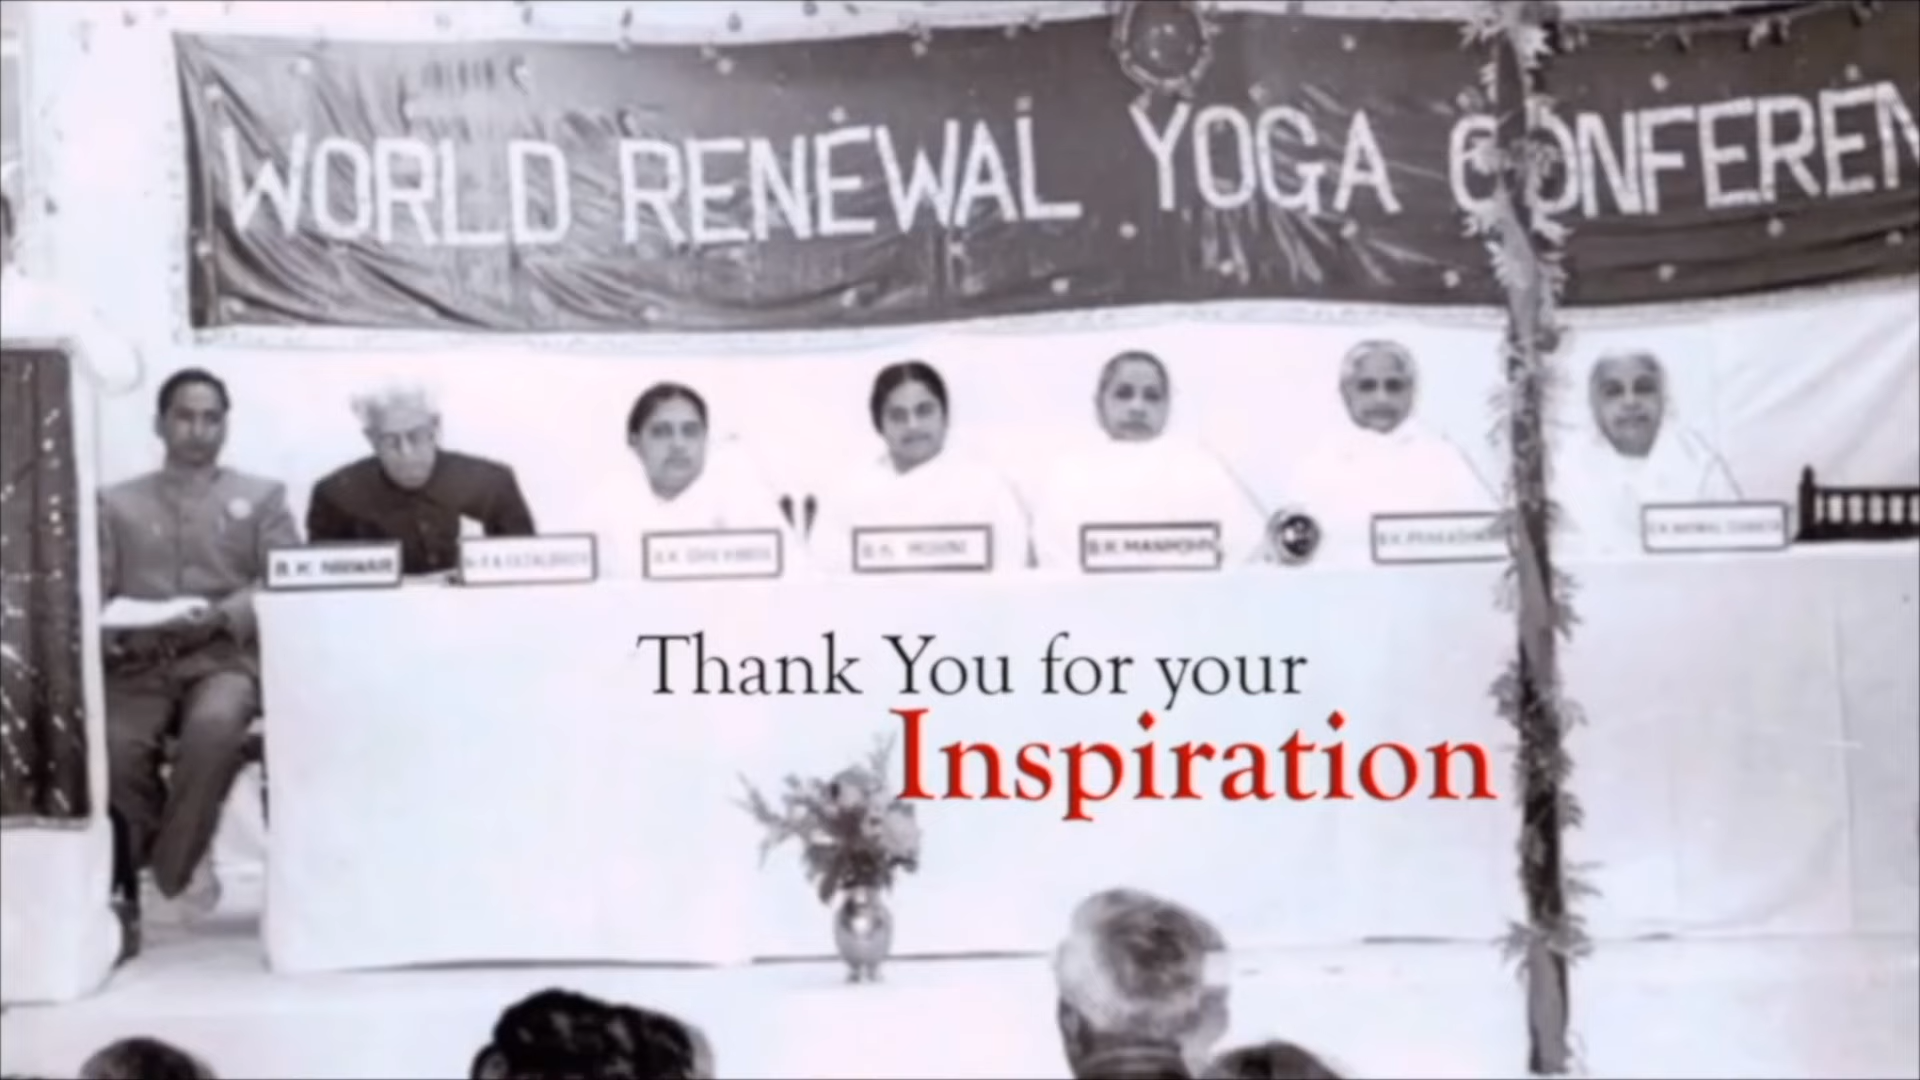 WORLD RENEWAL YOGA CONFEREN
B.K. NIRWAIR
B.K. MOHINI
B.K. MANMOHINI
Thank You for your
Inspiration